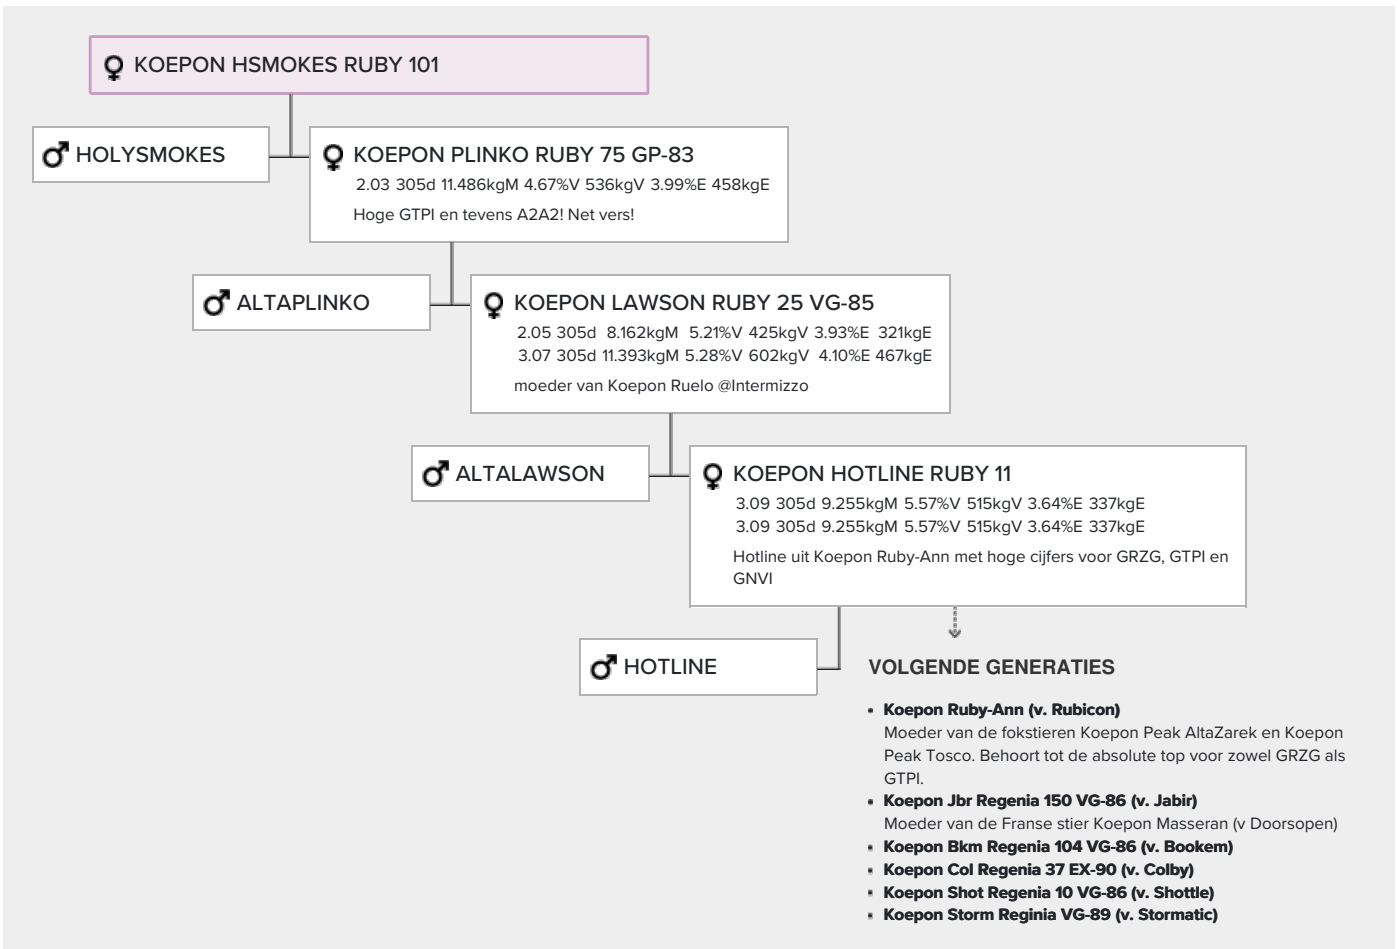 KOEPON HSMOKES RUBY 101
HOLYSMOKES
KOEPON PLINKO RUBY 75 GP-83
2.03 305d 11.486kgM 4.67%V 536kgV 3.99%E 458kgE
Hoge GTPI en tevens A2A2! Net vers!
ALTAPLINKO
KOEPON LAWSON RUBY 25 VG-85
2.05 305d 8.162kgM 5.21%V 425kgV 3.93%E 321kgE
3.07 305d 11.393kgM 5.28%V 602kgV 4.10%E 467kgE
moeder van Koepon Ruelo @Intermizzo
ALTALAWSON
KOEPON HOTLINE RUBY 11
3.09 305d 9.255kgM 5.57%V 515kgV 3.64%E 337kgE
3.09 305d 9.255kgM 5.57%V 515kgV 3.64%E 337kgE
Hotline uit Koepon Ruby-Ann met hoge cijfers voor GRZG, GTPI en
GNVI
HOTLINE
VOLGENDE GENERATIES
Koepon Ruby-Ann (v. Rubicon)
Moeder van de fokstieren Koepon Peak AltaZarek en Koepon
Peak Tosco. Behoort tot de absolute top voor zowel GRZG als
GTPI.
Koepon Jbr Regenia 150 VG-86 (v. Jabir)
Moeder van de Franse stier Koepon Masseran (v Doorsopen)
Koepon Bkm Regenia 104 VG-86 (v. Bookem)
Koepon Col Regenia 37 EX-90 (v. Colby)
Koepon Shot Regenia 10 VG-86 (v. Shottle)
Koepon Storm Reginia VG-89 (v. Stormatic)